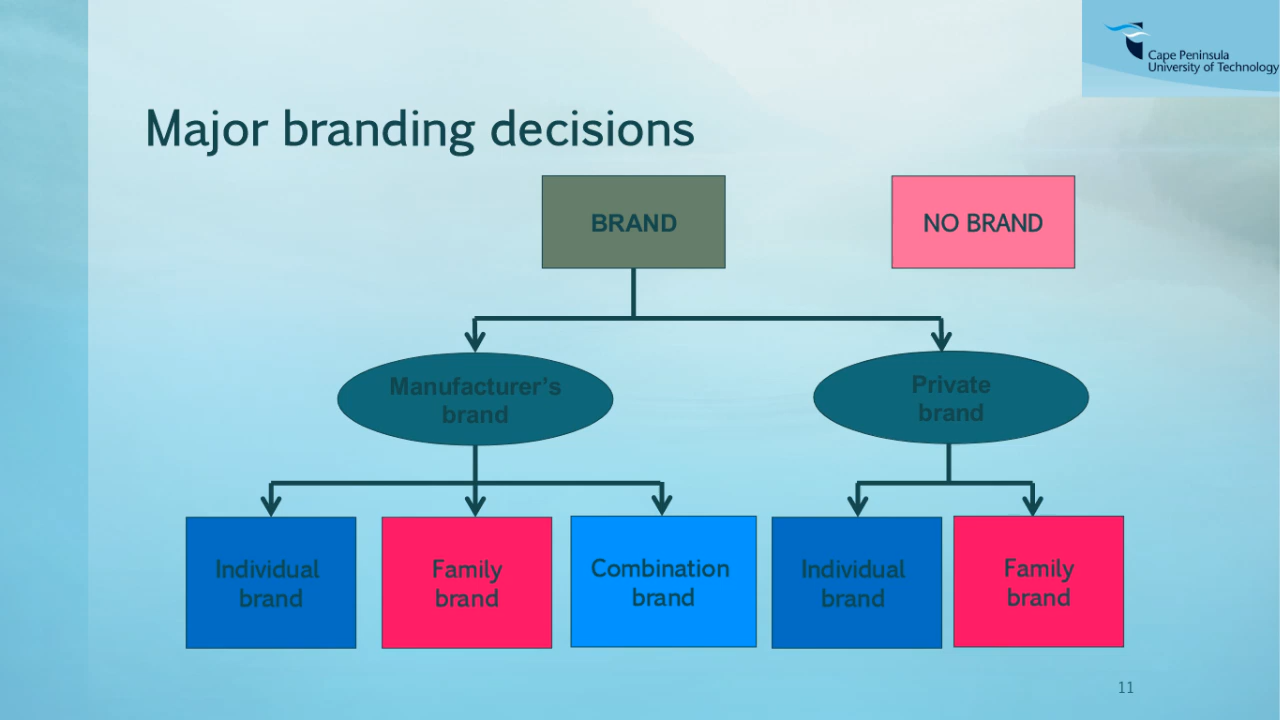 Cape Peninsula
University of Technology
Major branding decisions
BRAND
NO BRAND
Manufacturer’s
brand
Private
brand
Individual
brand
Family
brand
Combination
brand
Individual
brand
Family
brand
11